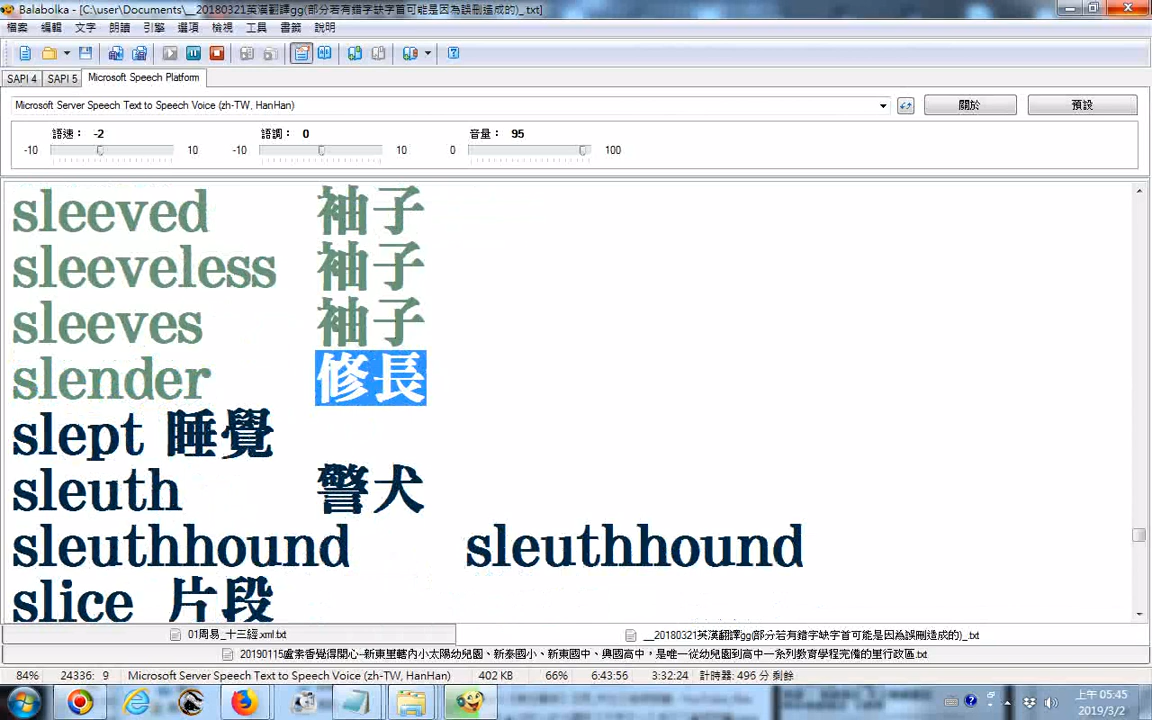 Balabolka - [C:\user\Documents\__20180321英漢翻譯gg(部分若有錯字缺字首可能是因為誤刪造成的)_txt]
檔案 編輯 文字 朗讀 引擎 選項 檢視 工具 書籤 說明
SAPI 4 SAPI 5 Microsoft Speech Platform
Microsoft Server Speech Text to Speech Voice (zh-TW, HanHan) 關於 預設
語速： -2 語調： 0 音量： 95
-10 10 -10 10 0 100
sleeved 袖子
sleeveless 袖子
sleeves 袖子
slender 修長
slept 睡覺
sleuth 警犬
sleuthhound sleuthhound
slice 片段
01周易_十三經.xml.txt __20180321英漢翻譯gg(部分若有錯字缺字首可能是因為誤刪造成的)_.txt
20190115盧素香覺得開心-新東里轄內小太陽幼兒園、新泰國小、新東國中、興國高中，是唯一從幼兒園到高中一系列教育學程完備的里行政區.txt
84% 24336: 9 Microsoft Server Speech Text to Speech Voice (zh-TW, HanHan) 402 KB 66% 6:43:56 3:32:24 計時器: 496 分 剩餘
上午 05:45
2019/3/2